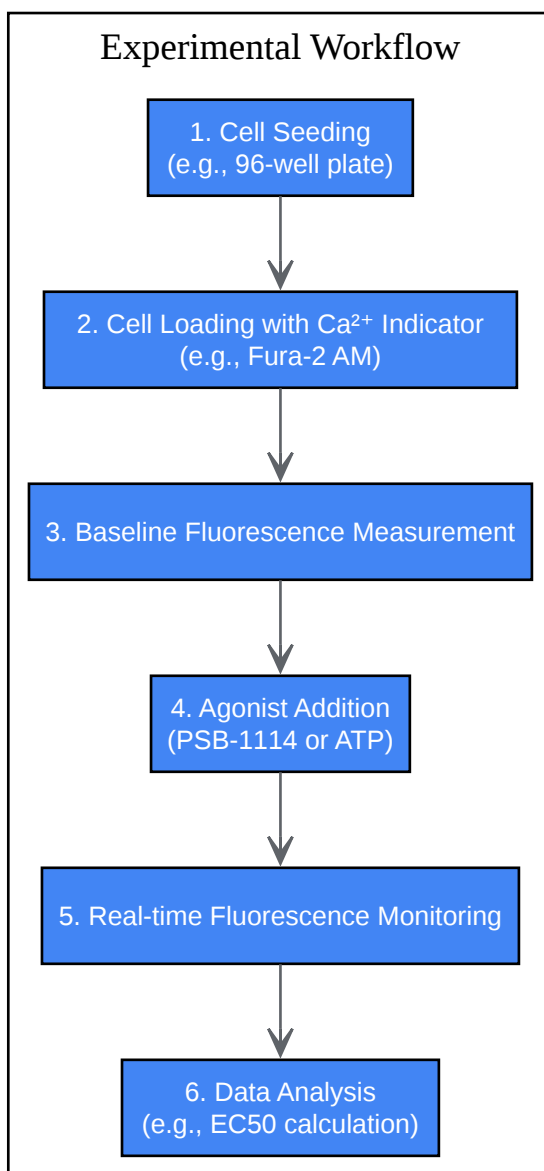 Experimental Workflow
1. Cell Seeding
(e.g., 96-well plate)
2. Cell Loading with Ca²⁺ Indicator
(e.g., Fura-2 AM)
3. Baseline Fluorescence Measurement
4. Agonist Addition
(PSB-1114 or ATP)
5. Real-time Fluorescence Monitoring
6. Data Analysis
(e.g., EC50 calculation)